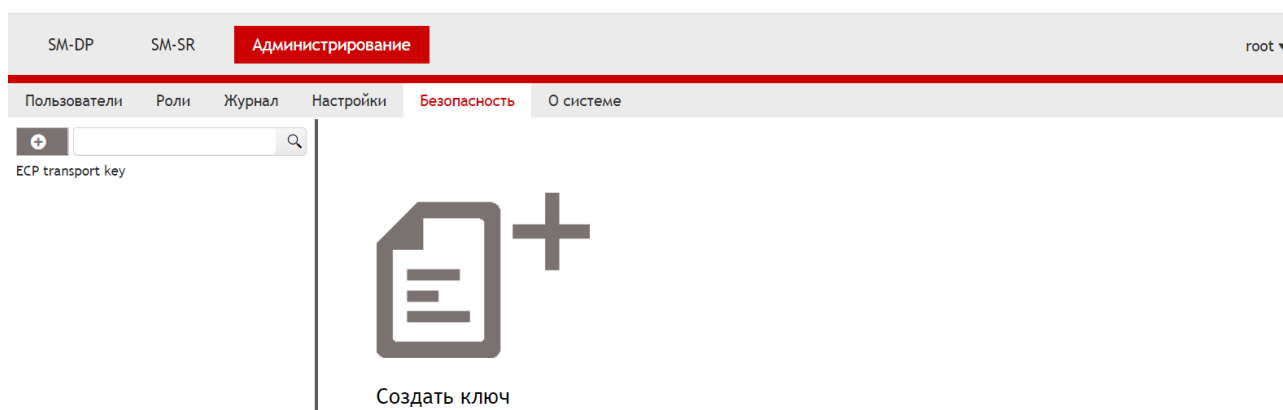 SM-DP SM-SR Администрирование root
Пользователи Роли Журнал Настройки Безопасность О системе
ECP transport key
Создать ключ